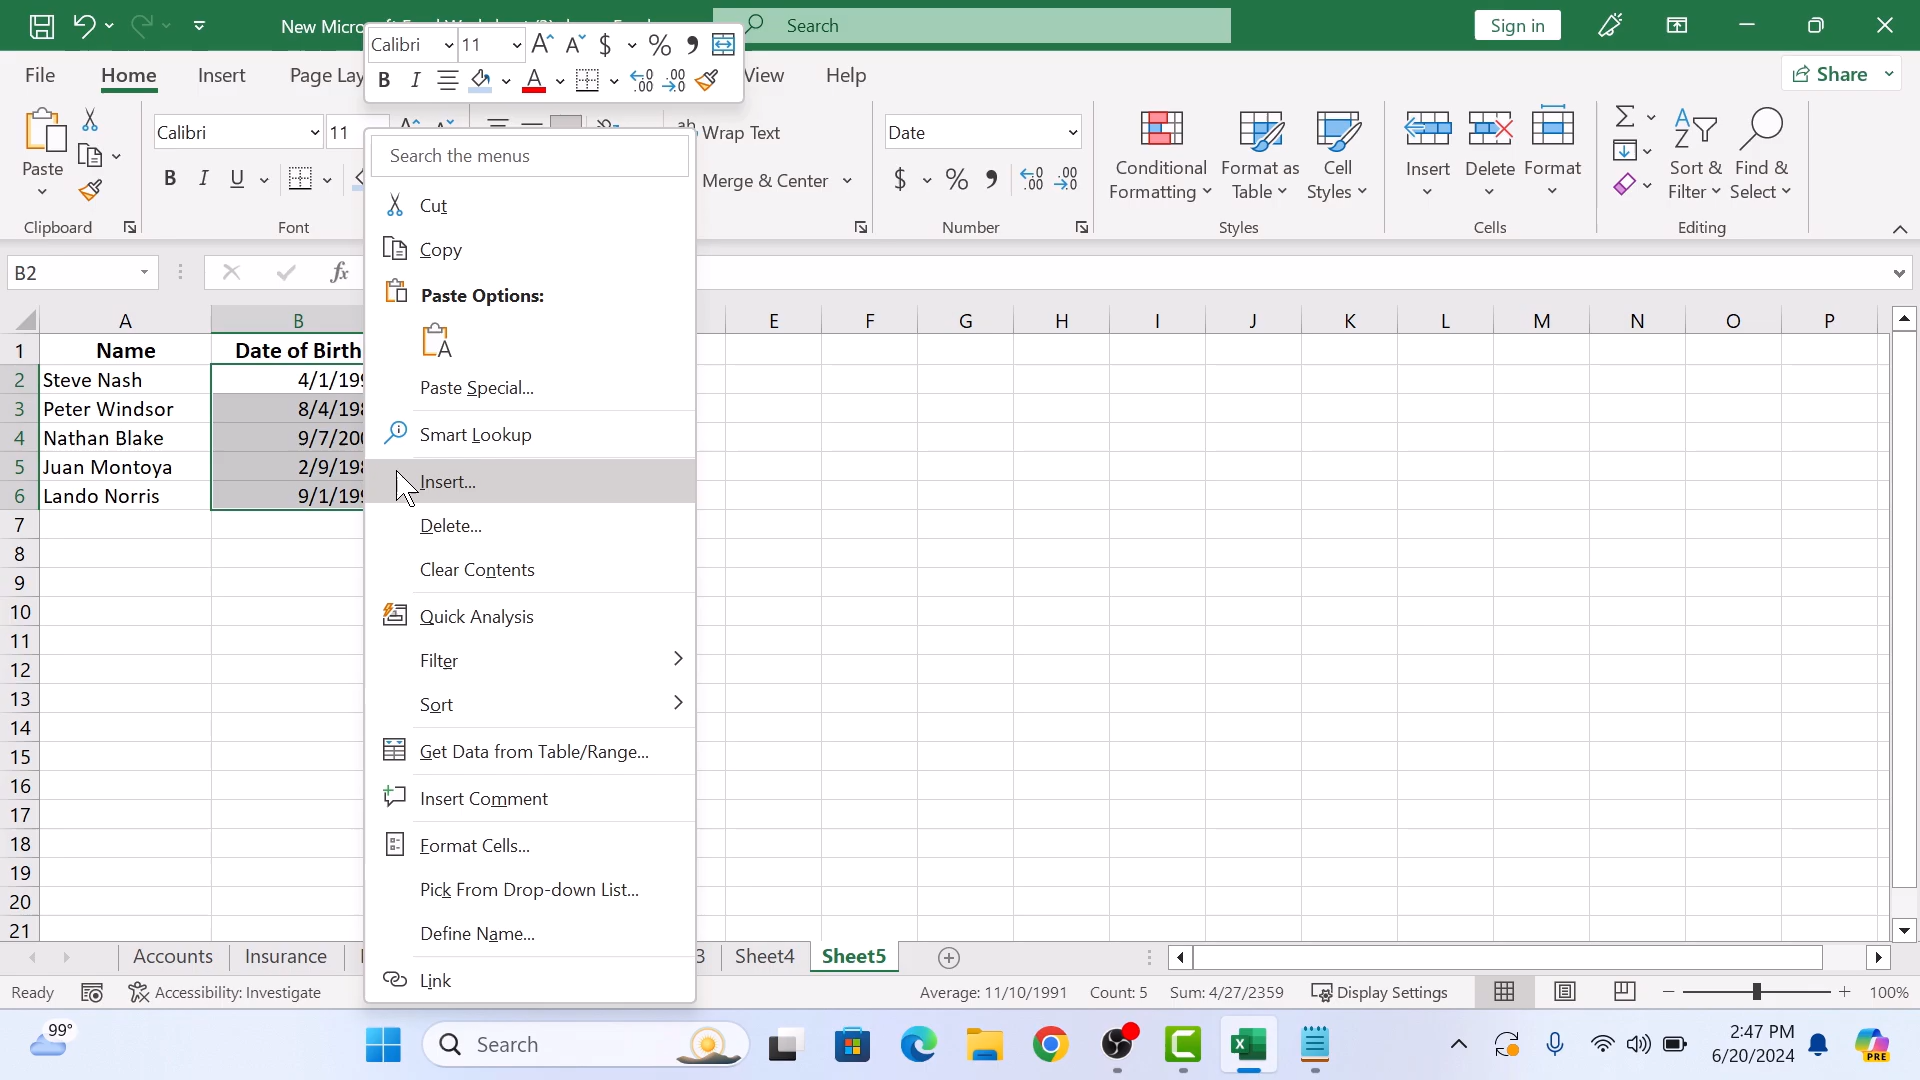 New Micro
Search
Sign in
Calibri 11 $ % ,
B I A
File Home Insert Page Lay View Help
Share
Calibri 11
Wrap Text
Date
Search the menus
Paste
B I U
Merge & Center
$ % ,
Conditional Formatting
Format as Table
Cell Styles
Insert Delete Format
Sort & Filter
Find & Select
Clipboard Font Number Styles Cells Editing
Cut
Copy
Paste Options:
Paste Special...
Smart Lookup
Insert...
Delete...
Clear Contents
Quick Analysis
Filter
Sort
Get Data from Table/Range...
Insert Comment
Format Cells...
Pick From Drop-down List...
Define Name...
Link
B2 fx
A B E F G H I J K L M N O P
1 Name Date of Birth
2 Steve Nash 4/1/199
3 Peter Windsor 8/4/198
4 Nathan Blake 9/7/200
5 Juan Montoya 2/9/198
6 Lando Norris 9/1/199
7
8
9
10
11
12
13
14
15
16
17
18
19
20
21
Accounts Insurance 3 Sheet4 Sheet5
Ready Accessibility: Investigate Average: 11/10/1991 Count: 5 Sum: 4/27/2359 Display Settings 100%
99° Search 2:47 PM
6/20/2024
PRE